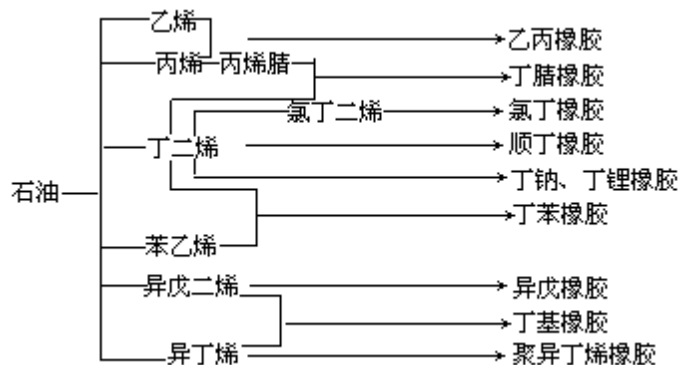 乙烯
乙丙橡胶
丙烯 丙烯腈
丁腈橡胶
氯丁二烯
氯丁橡胶
丁二烯
顺丁橡胶
丁钠、丁锂橡胶
石油
丁苯橡胶
苯乙烯
异戊二烯
异戊橡胶
丁基橡胶
异丁烯
聚异丁烯橡胶